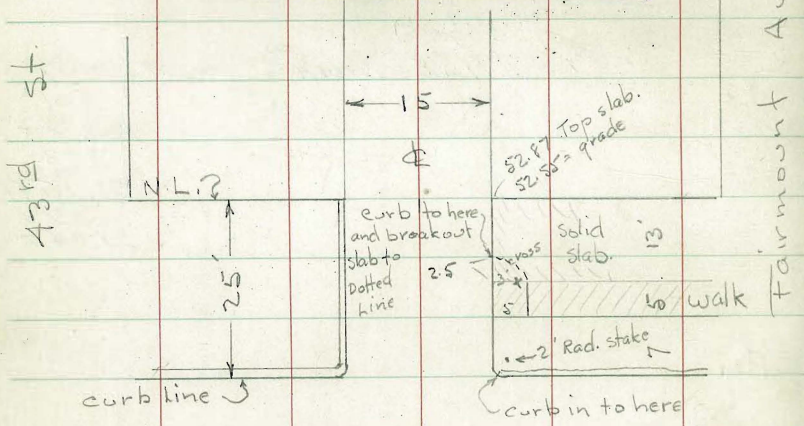 43rd St.
15
℄
52.87 Top slab.
52.55 = grade
Fairmount
N.L.?
25'
curb to here
and breakout
slab to
Dotted
Line
2.5
solid
slab.
13'
3
5
5 walk
2' Rad. stake
curb line
curb in to here